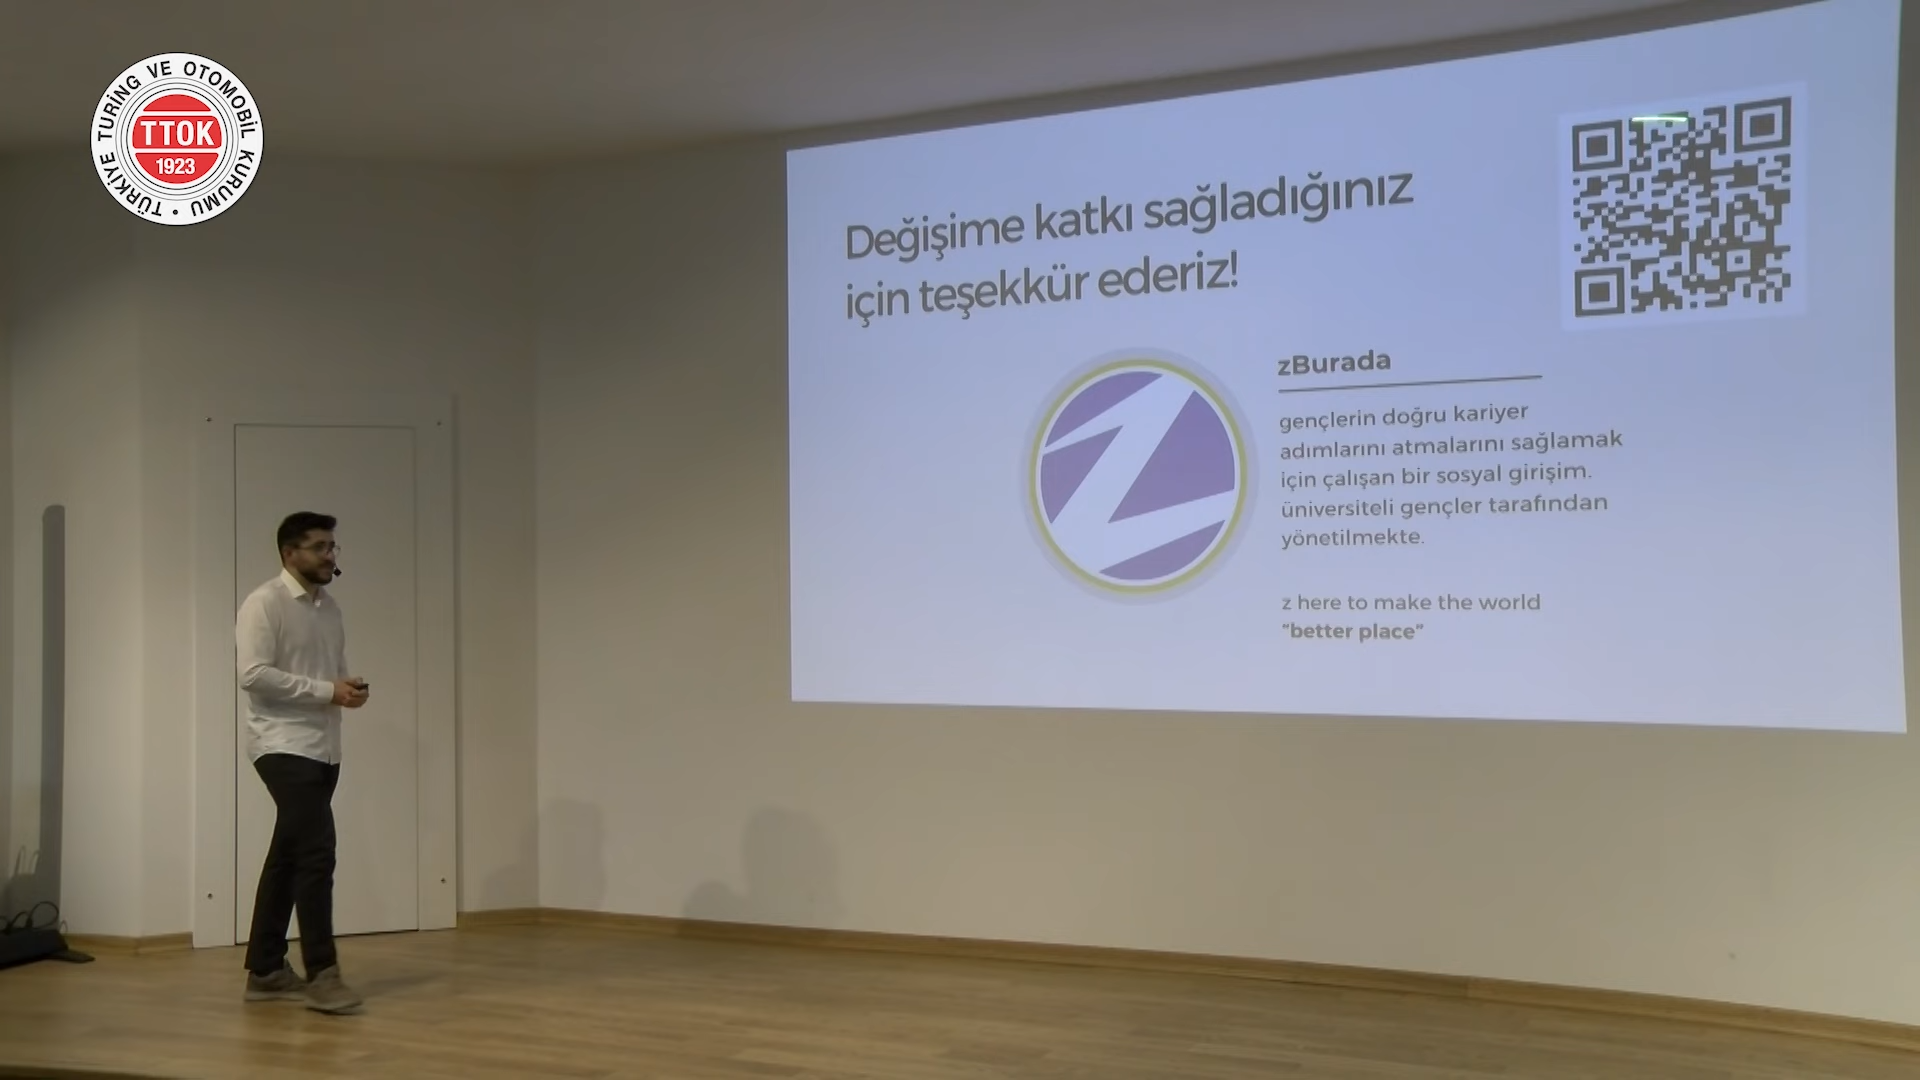 TÜRKİYE TURİNG VE OTOMOBİL KURUMU •
TTOK
1923
Değişime katkı sağladığınız
için teşekkür ederiz!
zBurada
gençlerin doğru kariyer
adımlarını atmalarını sağlamak
için çalışan bir sosyal girişim.
üniversiteli gençler tarafından
yönetilmekte.
z here to make the world
"better place"